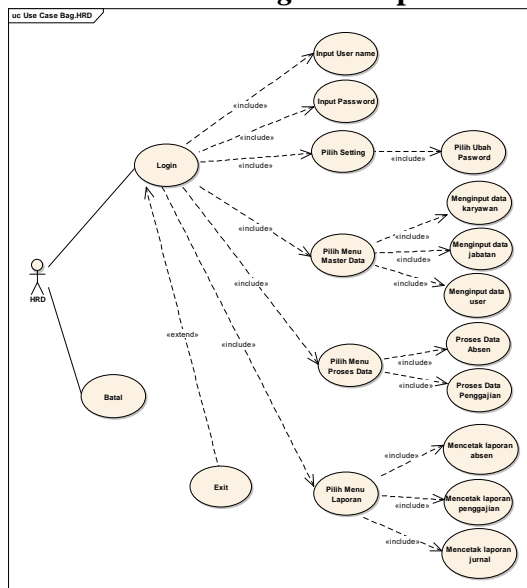 uc Use Case Bag.HRD
Input User name
«include»
Input Password
«include»
Login
«include»
Pilih Setting
«include»
Pilih Ubah
Pasword
Menginput data
karyawan
«include»
«include»
Pilih Menu
Master Data
«include»
Menginput data
jabatan
«include»
Menginput data
user
HRD
«include»
«extend»
«include»
Pilih Menu
Proses Data
«include»
Proses Data
Absen
«include»
Proses Data
Penggajian
Batal
Exit
Pilih Menu
Laporan
«include»
Mencetak laporan
absen
«include»
Mencetak laporan
penggajian
«include»
Mencetak laporan
jurnal